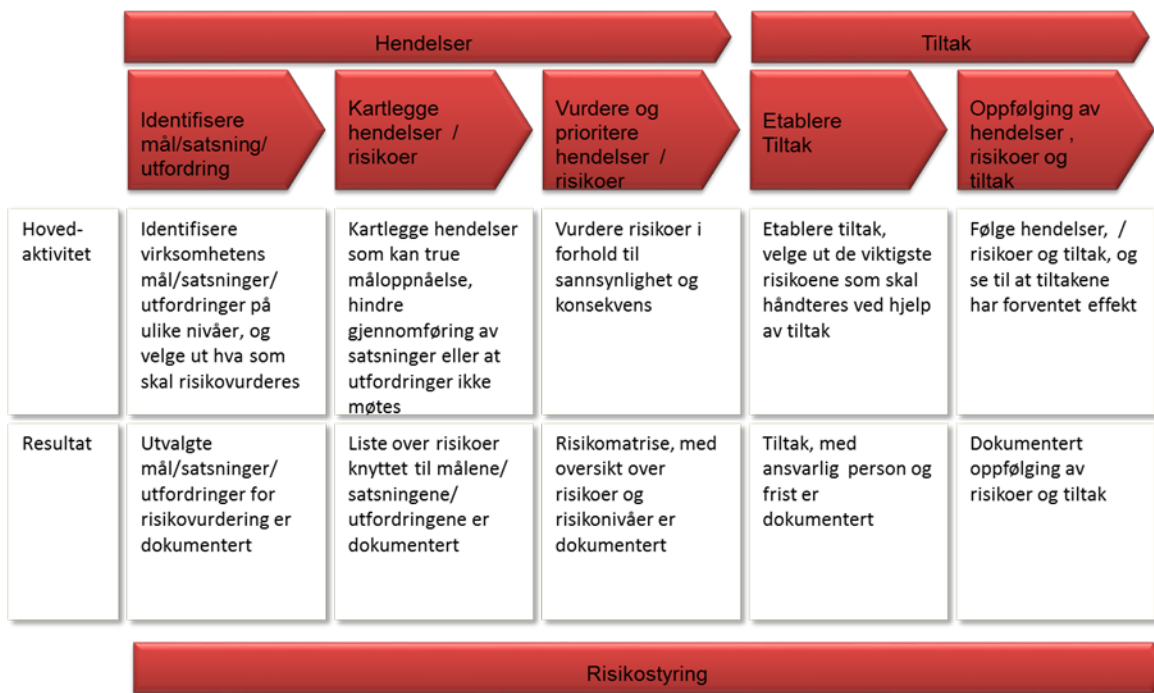 Hendelser
Tiltak
Identifisere
mål/satsning/
utfordring
Kartlegge
hendelser /
risikoer
Vurdere og
prioritere
hendelser /
risikoer
Etablere
Tiltak
Oppfølging av
hendelser ,
risikoer og
tiltak
Hoved-
aktivitet
Identifisere
virksomhetens
mål/satsninger/
utfordringer på
ulike nivåer, og
velge ut hva som
skal risikovurderes
Kartlegge hendelser
som kan true
måloppnåelse,
hindre
gjennomføring av
satsninger eller at
utfordringer ikke
møtes
Vurdere risikoer i
forhold til
sannsynlighet og
konsekvens
Etablere tiltak,
velge ut de viktigste
risikoene som skal
håndteres ved hjelp
av tiltak
Følge hendelser, /
risikoer og tiltak, og
se til at tiltakene
har forventet effekt
Resultat
Utvalgte
mål/satsninger/
utfordringer for
risikovurdering er
dokumentert
Liste over risikoer
knyttet til målene/
satsningene/
utfordringene er
dokumentert
Risikomatrise, med
oversikt over
risikoer og
risikonivåer er
dokumentert
Tiltak, med
ansvarlig person og
frist er
dokumentert
Dokumentert
oppfølging av
risikoer og tiltak
Risikostyring